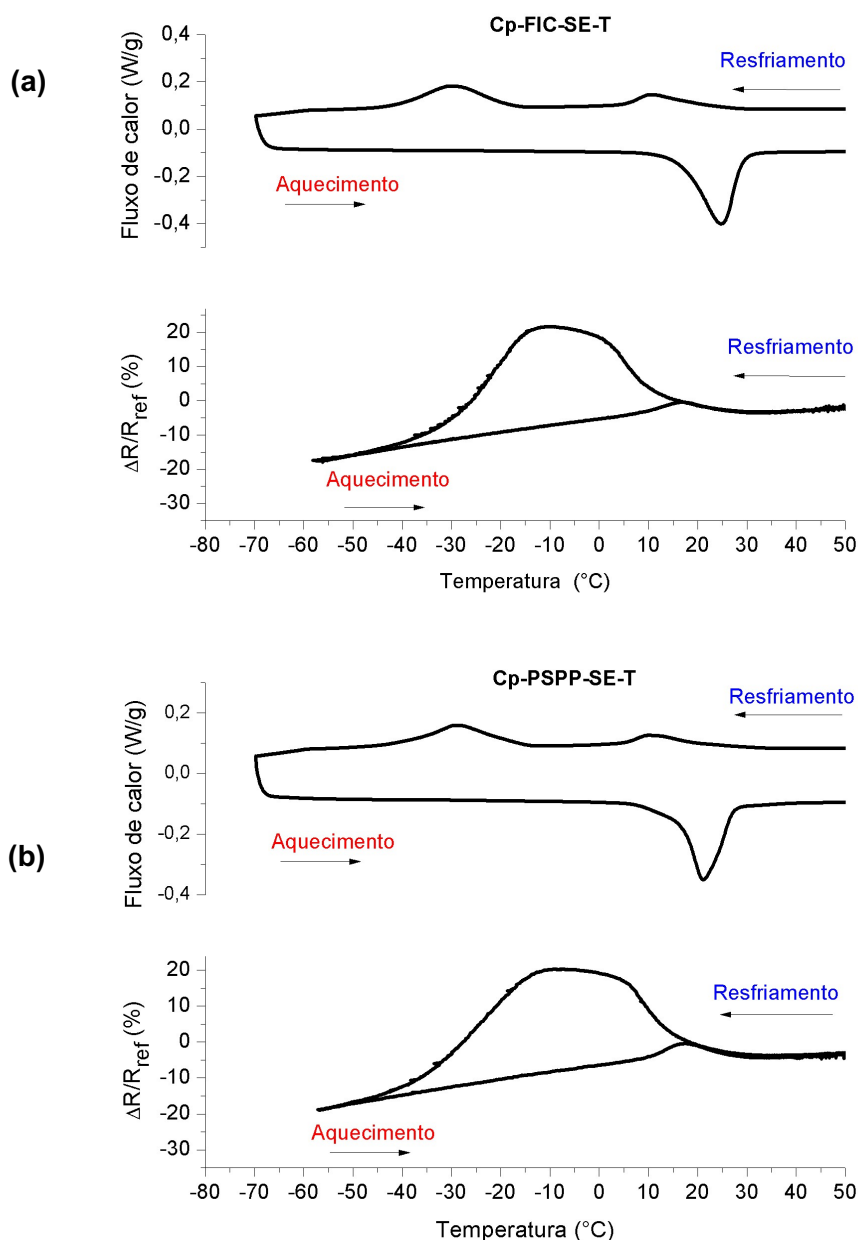 (a)
Cp-FIC-SE-T
Fluxo de calor (W/g)
0,4
0,2
0,0
-0,2
-0,4
Resfriamento
Aquecimento
ΔR/R_ref (%)
20
10
0
-10
-20
-30
Resfriamento
Aquecimento
-80 -70 -60 -50 -40 -30 -20 -10 0 10 20 30 40 50
Temperatura (°C)
(b)
Cp-PSPP-SE-T
Fluxo de calor (W/g)
0,2
0,0
-0,2
-0,4
Resfriamento
Aquecimento
ΔR/R_ref (%)
20
10
0
-10
-20
-30
Resfriamento
Aquecimento
-80 -70 -60 -50 -40 -30 -20 -10 0 10 20 30 40 50
Temperatura (°C)